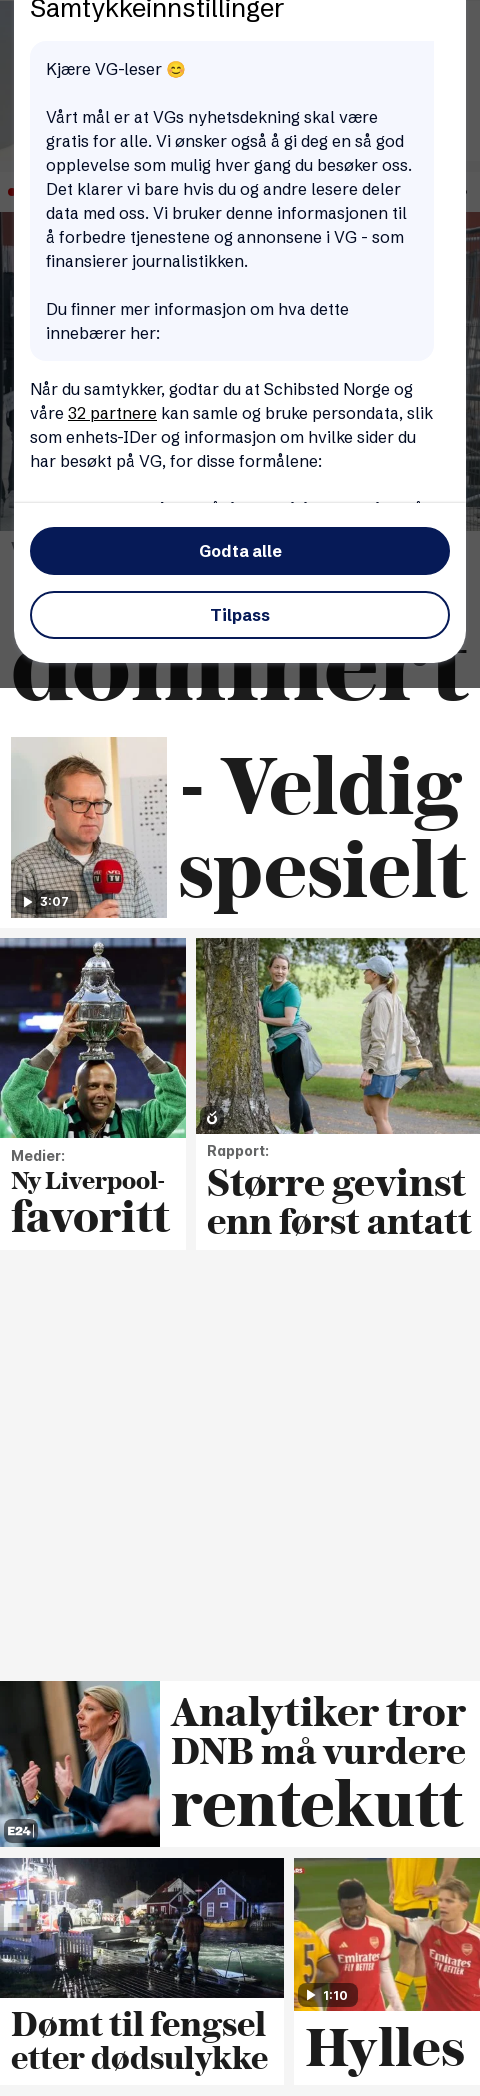 Samtykkeinnstillinger
Kjære VG-leser 😊
Vårt mål er at VGs nyhetsdekning skal være
gratis for alle. Vi ønsker også å gi deg en så god
opplevelse som mulig hver gang du besøker oss.
Det klarer vi bare hvis du og andre lesere deler
data med oss. Vi bruker denne informasjonen til
å forbedre tjenestene og annonsene i VG - som
finansierer journalistikken.
Du finner mer informasjon om hva dette
innebærer her:
Når du samtykker, godtar du at Schibsted Norge og
våre 32 partnere kan samle og bruke persondata, slik
som enhets-IDer og informasjon om hvilke sider du
har besøkt på VG, for disse formålene:
Godta alle
Tilpass
- Veldig
spesielt
3:07
Medier:
Ny Liverpool-
favoritt
Rapport:
Større gevinst
enn først antatt
Analytiker tror
DNB må vurdere
rentekutt
E24
Dømt til fengsel
etter dødsulykke
Emirates
FLY BETTER
Emirates
FLY BETTER
1:10
Hylles